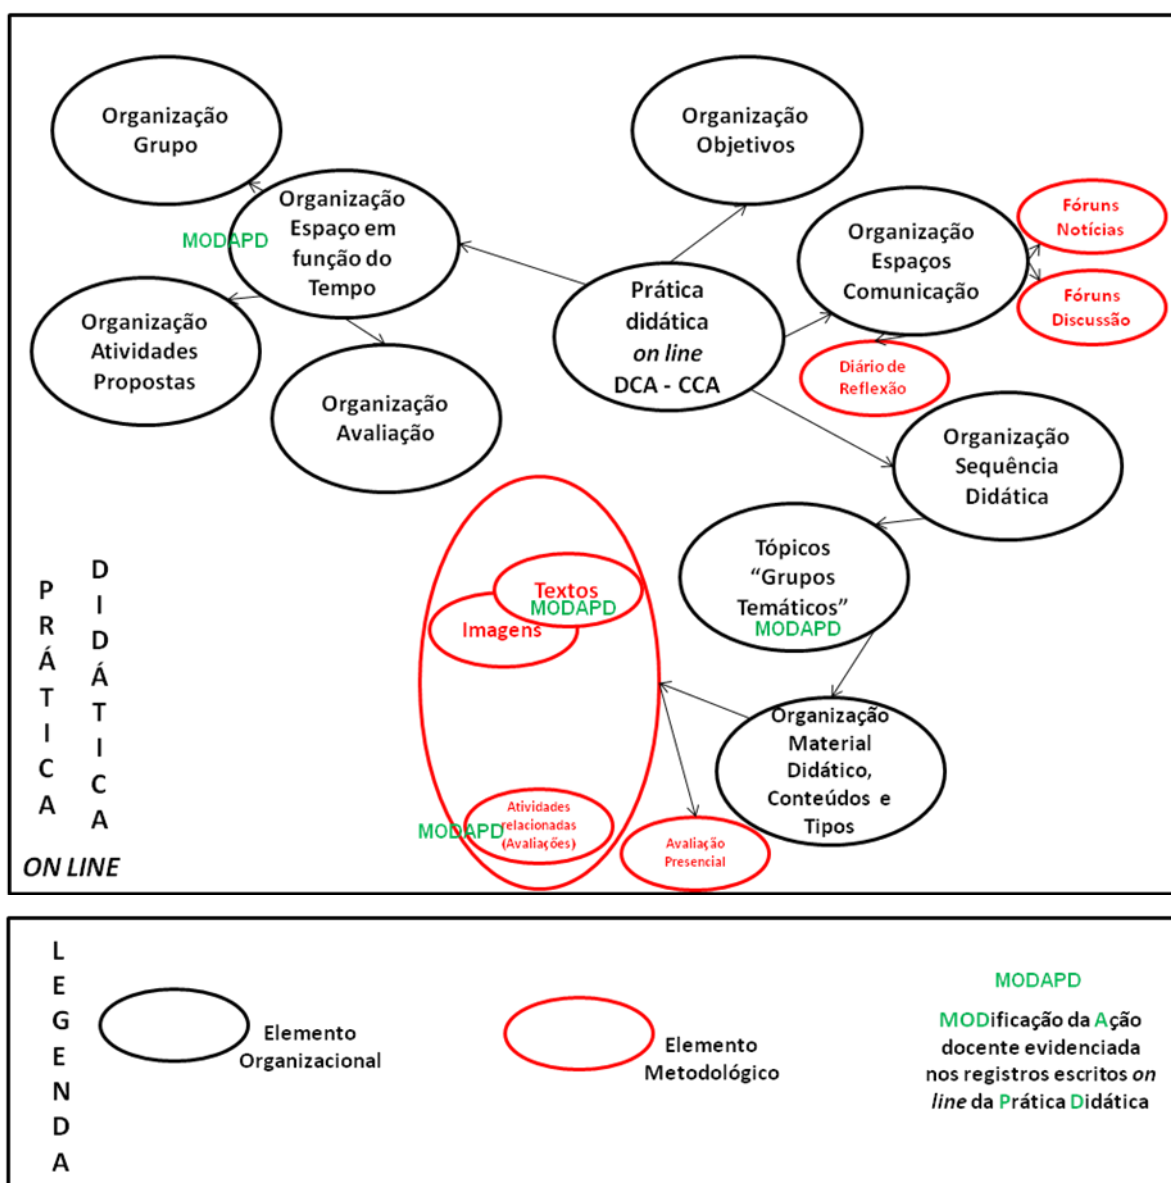 Organização
Grupo
Organização
Objetivos
Organização
Espaço em
função do
Tempo
MODAPD
Organização
Espaços
Comunicação
Fóruns
Notícias
Fóruns
Discussão
Prática
didática
on line
DCA - CCA
Organização
Atividades
Propostas
Diário de
Reflexão
Organização
Avaliação
Organização
Sequência
Didática
Tópicos
“Grupos
Temáticos”
MODAPD
Textos
MODAPD
Imagens
Organização
Material
Didático,
Conteúdos e
Tipos
Atividades
relacionadas
(Avaliações)
MODAPD
Avaliação
Presencial
PRÁTICA
DIDÁTICA
ON LINE
LEGENDA
Elemento
Organizacional
Elemento
Metodológico
MODAPD
MODificação da Ação
docente evidenciada
nos registros escritos on
line da Prática Didática